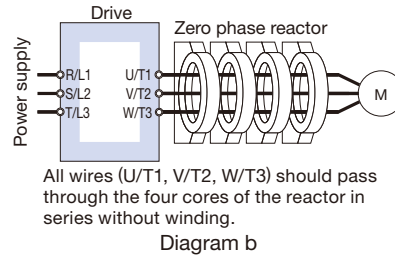 Drive
Zero phase reactor
Power supply
R/L1
U/T1
S/L2
V/T2
T/L3
W/T3
M
All wires (U/T1, V/T2, W/T3) should pass
through the four cores of the reactor in
series without winding.
Diagram b